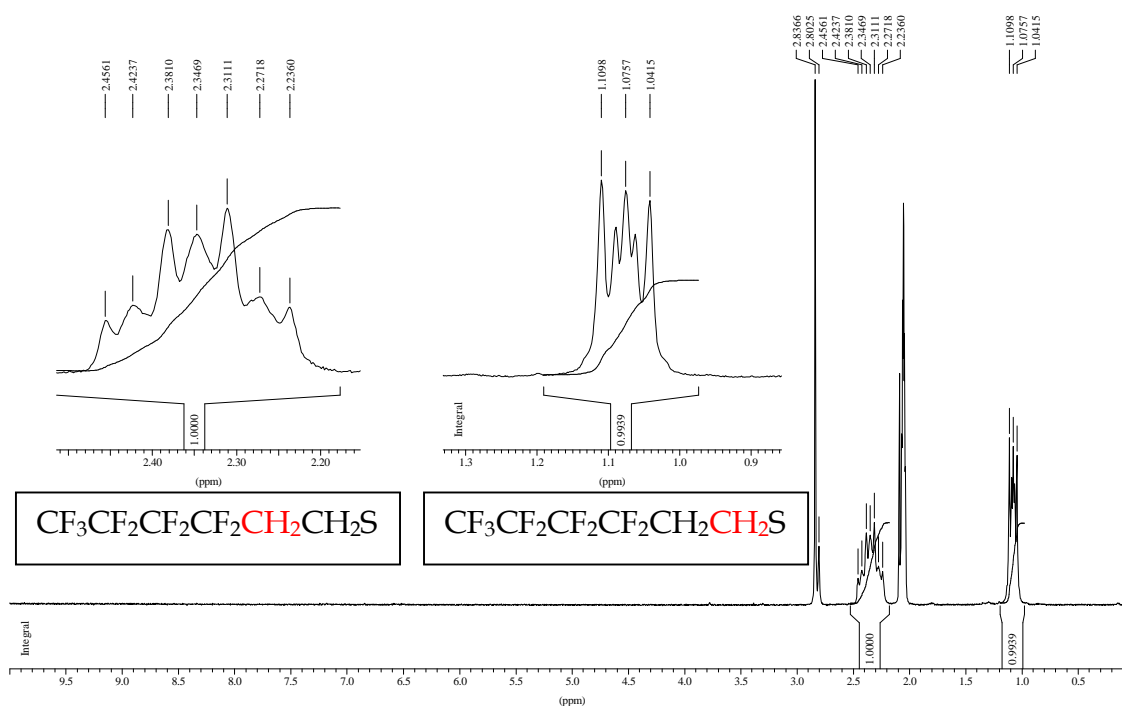 2.8366
2.8025
2.4561
2.4237
2.3810
2.3469
2.3111
2.2718
2.2360
1.1098
1.0757
1.0415
2.4561
2.4237
2.3810
2.3469
2.3111
2.2718
2.2360
1.1098
1.0757
1.0415
1.0000
2.40 2.30 2.20
(ppm)
Integral
0.9939
1.3 1.2 1.1 1.0 0.9
(ppm)
CF₃CF₂CF₂CF₂CH₂CH₂S
CF₃CF₂CF₂CF₂CH₂CH₂S
Integral
1.0000
0.9939
9.5 9.0 8.5 8.0 7.5 7.0 6.5 6.0 5.5 5.0 4.5 4.0 3.5 3.0 2.5 2.0 1.5 1.0 0.5
(ppm)